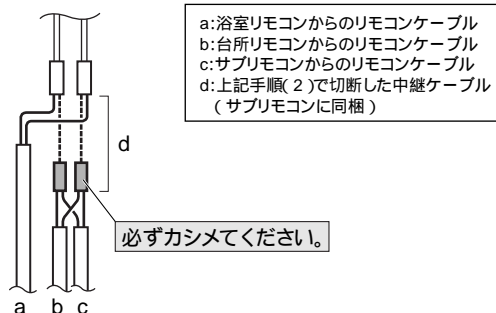 a:浴室リモコンからのリモコンケーブル
b:台所リモコンからのリモコンケーブル
c:サブリモコンからのリモコンケーブル
d:上記手順(2)で切断した中継ケーブル
(サブリモコンに同梱)
d
必ずカシメてください。
a b c